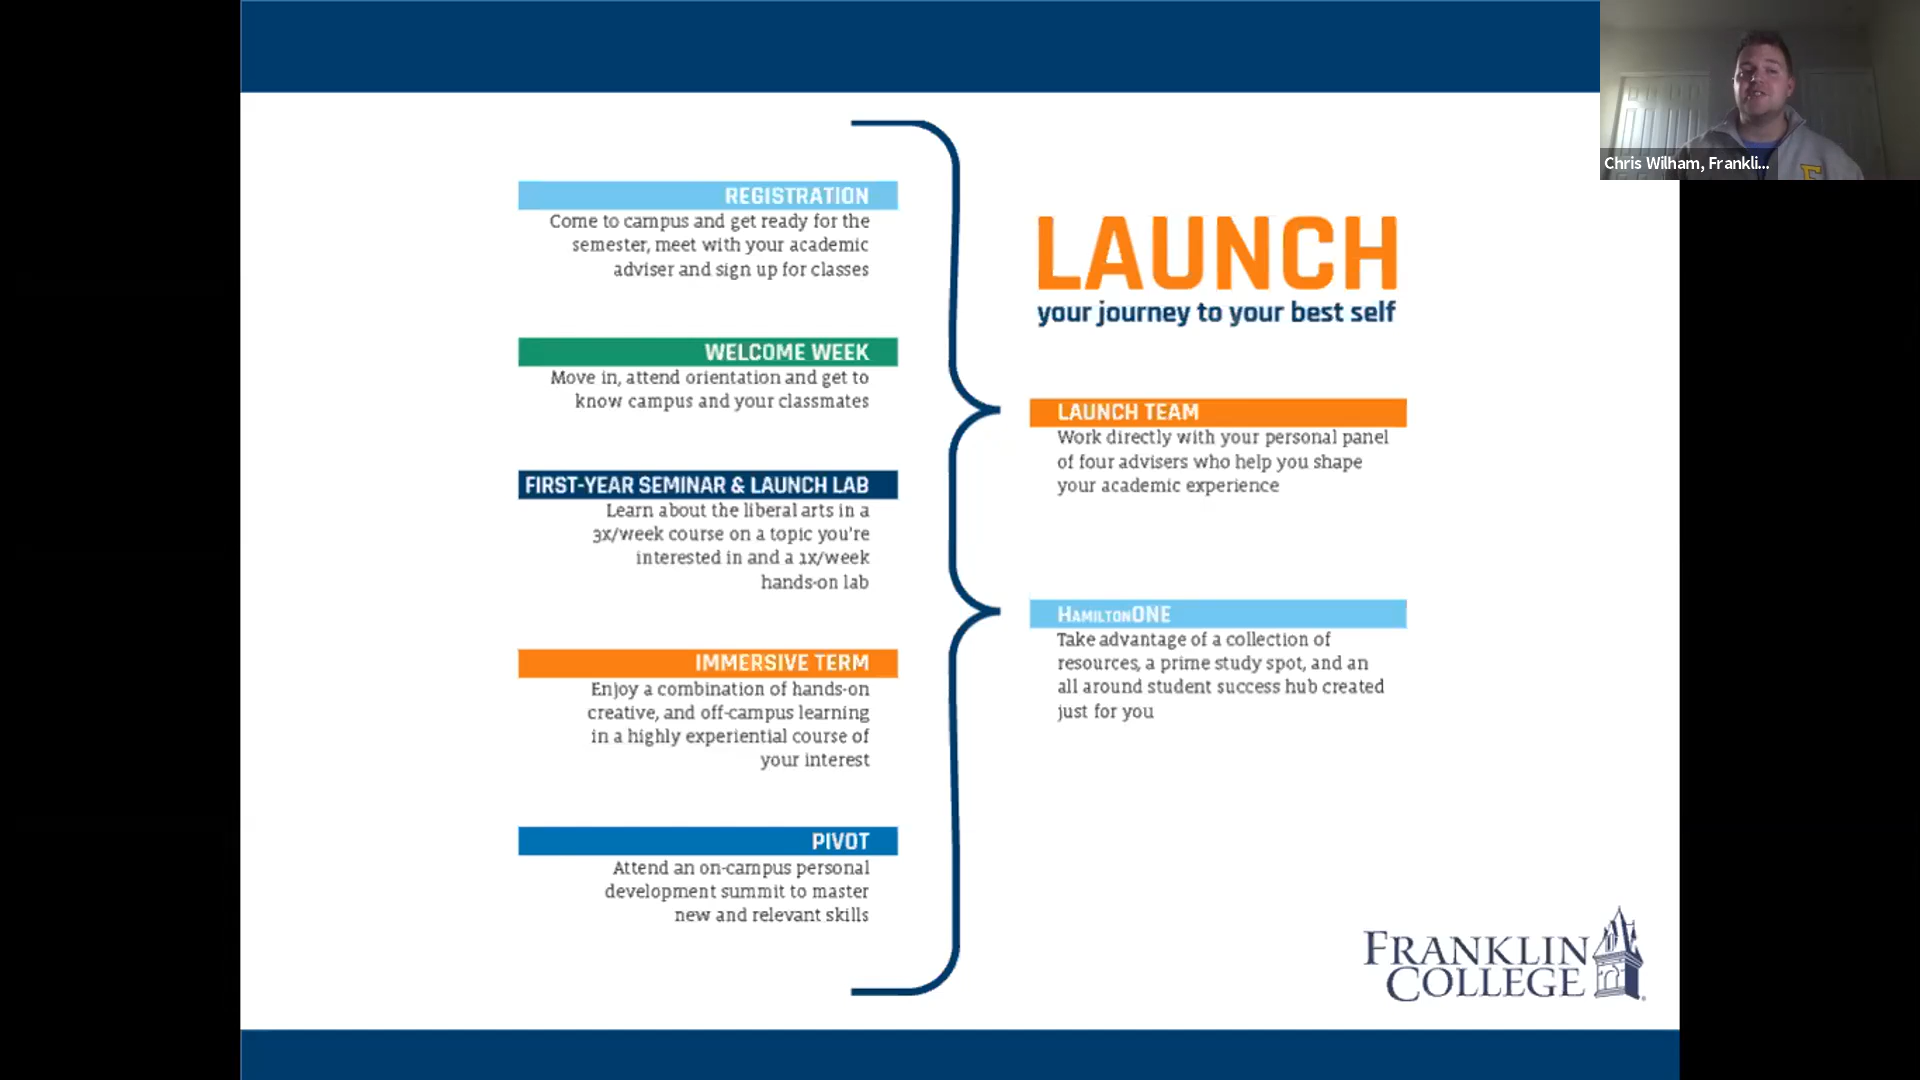 Chris Wilham, Frankli...
REGISTRATION
Come to campus and get ready for the
semester, meet with your academic
adviser and sign up for classes
WELCOME WEEK
Move in, attend orientation and get to
know campus and your classmates
FIRST-YEAR SEMINAR & LAUNCH LAB
Learn about the liberal arts in a
3x/week course on a topic you're
interested in and a 1x/week
hands-on lab
IMMERSIVE TERM
Enjoy a combination of hands-on
creative, and off-campus learning
in a highly experiential course of
your interest
PIVOT
Attend an on-campus personal
development summit to master
new and relevant skills
LAUNCH
your journey to your best self
LAUNCH TEAM
Work directly with your personal panel
of four advisers who help you shape
your academic experience
HAMILTONONE
Take advantage of a collection of
resources, a prime study spot, and an
all around student success hub created
just for you
FRANKLIN
COLLEGE
F